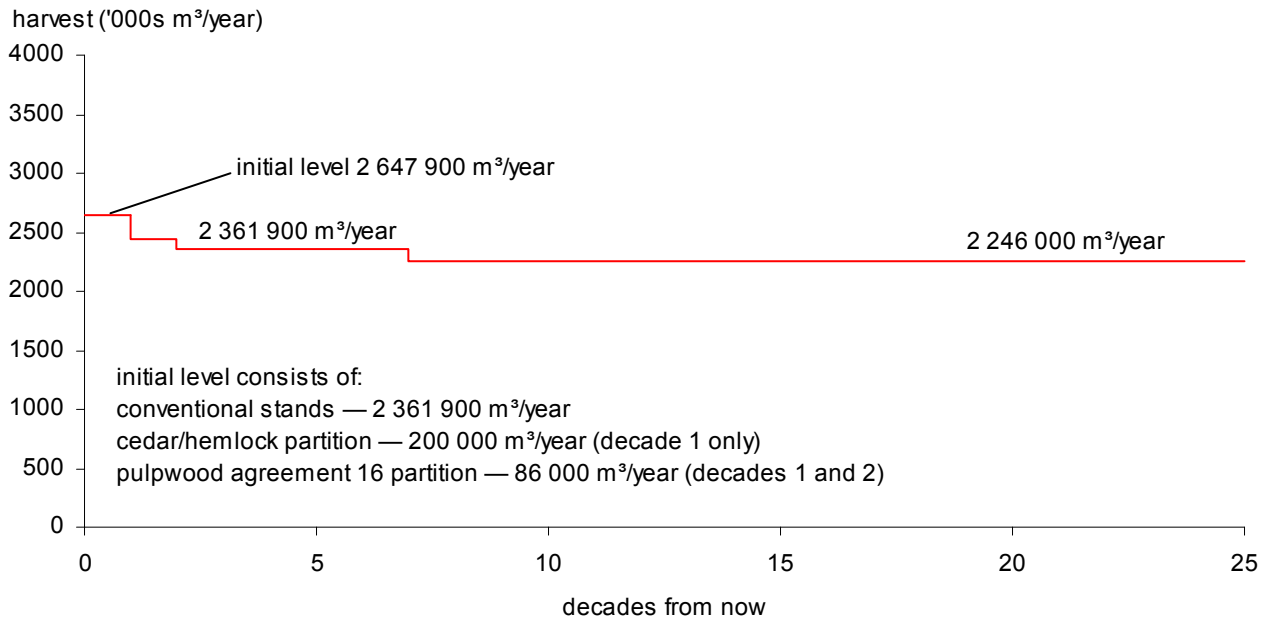 harvest ('000s m³/year)
4000
3500
3000
initial level 2 647 900 m³/year
2500
2 361 900 m³/year
2 246 000 m³/year
2000
1500
initial level consists of:
1000
conventional stands — 2 361 900 m³/year
cedar/hemlock partition — 200 000 m³/year (decade 1 only)
500
pulpwood agreement 16 partition — 86 000 m³/year (decades 1 and 2)
0
0 5 10 15 20 25
decades from now